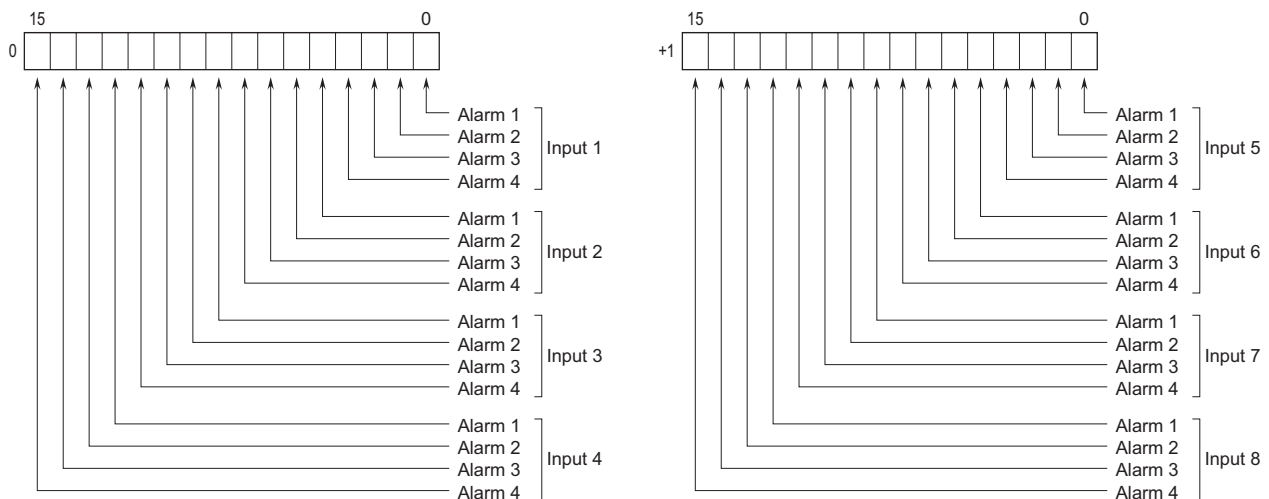 15 0
0
Alarm 1
Alarm 2
Alarm 3
Alarm 4
Input 1
Alarm 1
Alarm 2
Alarm 3
Alarm 4
Input 2
Alarm 1
Alarm 2
Alarm 3
Alarm 4
Input 3
Alarm 1
Alarm 2
Alarm 3
Alarm 4
Input 4
15 0
+1
Alarm 1
Alarm 2
Alarm 3
Alarm 4
Input 5
Alarm 1
Alarm 2
Alarm 3
Alarm 4
Input 6
Alarm 1
Alarm 2
Alarm 3
Alarm 4
Input 7
Alarm 1
Alarm 2
Alarm 3
Alarm 4
Input 8